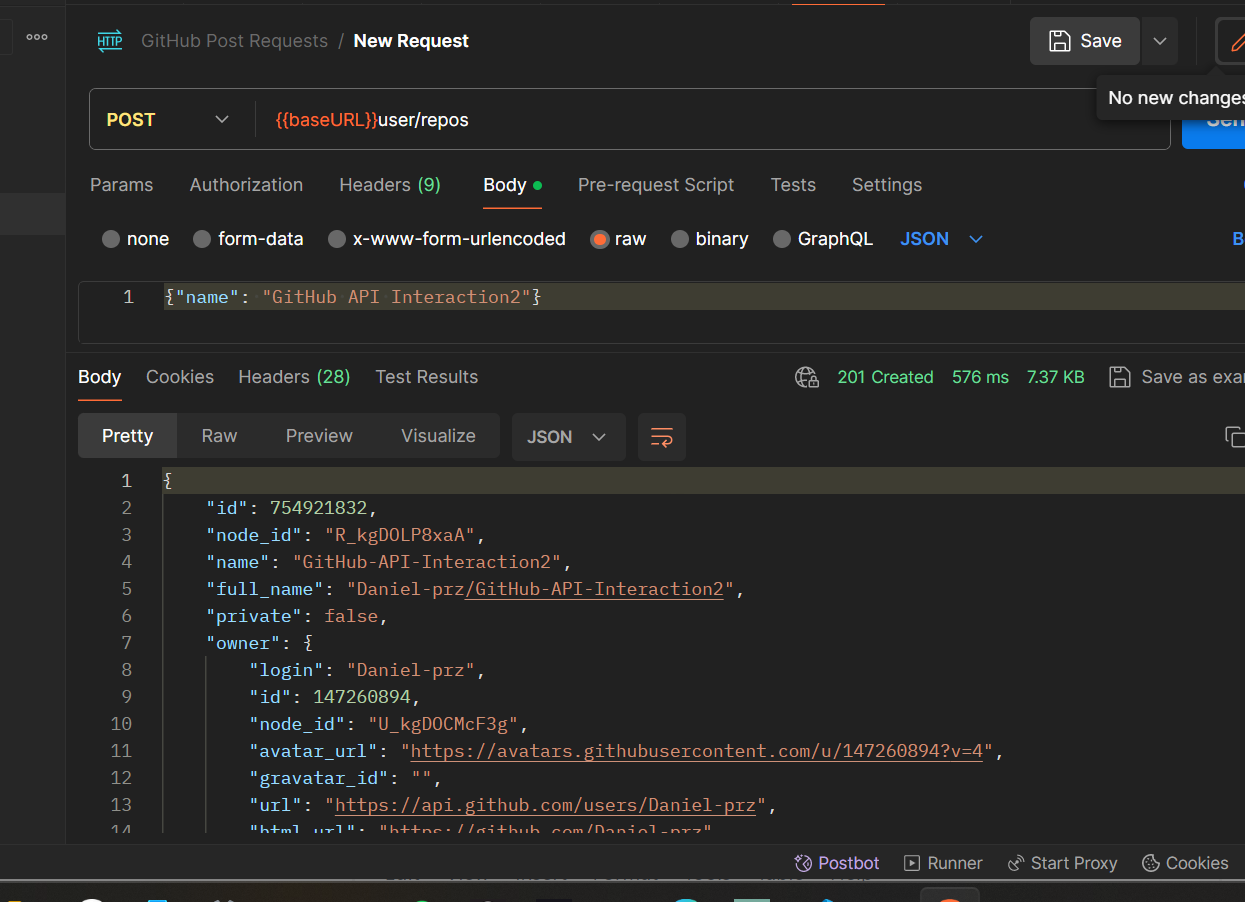 HTTP GitHub Post Requests / New Request
Save
No new changes
POST {{baseURL}}user/repos
Params Authorization Headers (9) Body Pre-request Script Tests Settings
none form-data x-www-form-urlencoded raw binary GraphQL JSON
1 {"name": "GitHub API Interaction2"}
Body Cookies Headers (28) Test Results 201 Created 576 ms 7.37 KB Save as
Pretty Raw Preview Visualize JSON
1 {
2 "id": 754921832,
3 "node_id": "R_kgDOLP8xaA",
4 "name": "GitHub-API-Interaction2",
5 "full_name": "Daniel-prz/GitHub-API-Interaction2",
6 "private": false,
7 "owner": {
8 "login": "Daniel-prz",
9 "id": 147260894,
10 "node_id": "U_kgDOCMcF3g",
11 "avatar_url": "https://avatars.githubusercontent.com/u/147260894?v=4",
12 "gravatar_id": "",
13 "url": "https://api.github.com/users/Daniel-prz",
14 "html_url": "https://github.com/Daniel-prz"
Postbot Runner Start Proxy Cookies